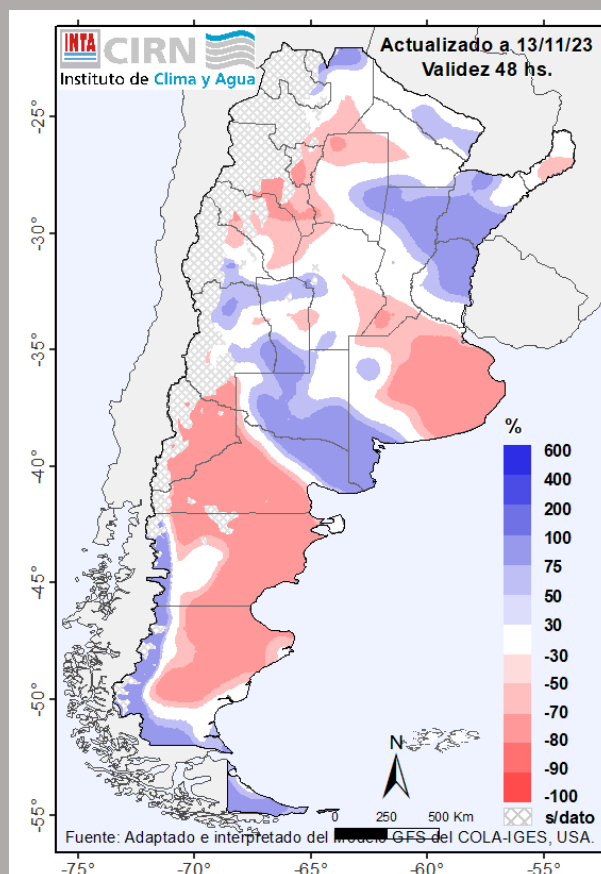 INTA CIRN
Instituto de Clima y Agua
Actualizado a 13/11/23
Validez 48 hs.
-25°
-30°
-35°
-40°
-45°
-50°
-55°
%
600
400
200
100
75
50
30
-30
-50
-70
-80
-90
-100
s/dato
N
0 250 500 Km
Fuente: Adaptado e interpretado del modelo GFS del COLA-IGES, USA.
-75° -70° -65° -60° -55°